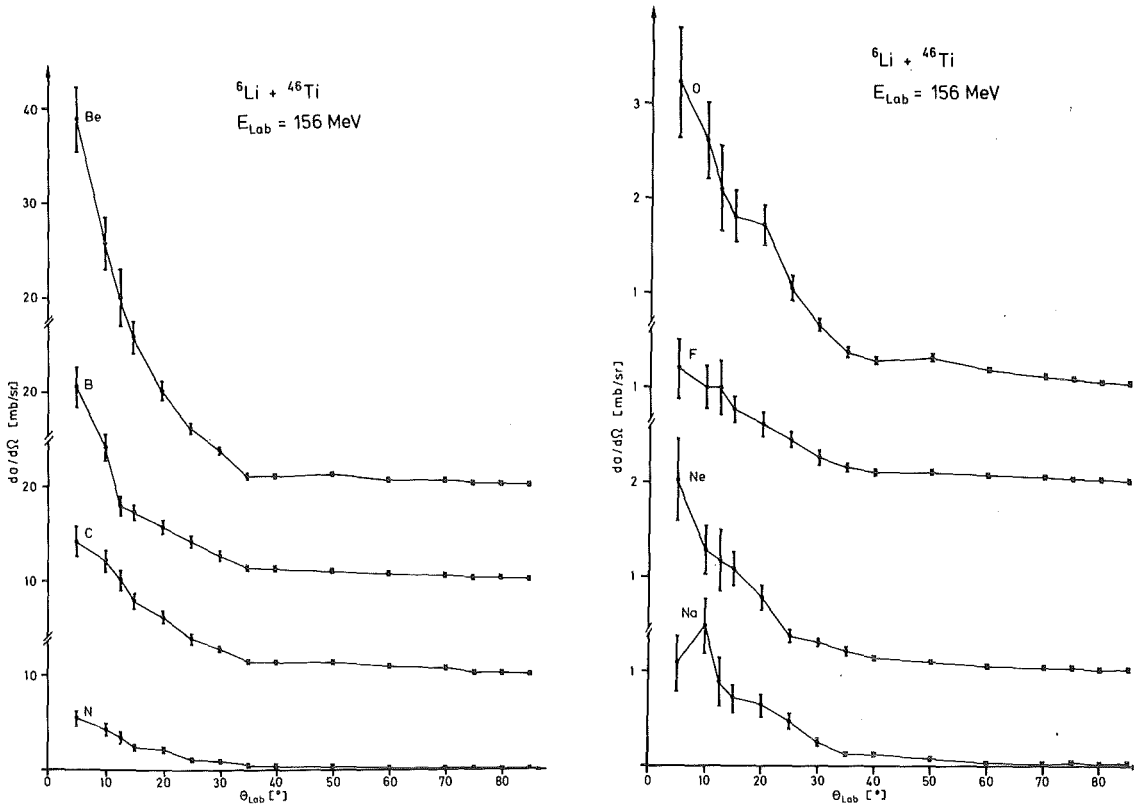 ⁶Li + ⁴⁶Ti
E_Lab = 156 MeV
40
Be
30
20
20
B
20
C
10
10
N
dσ/dΩ [mb/sr]
0 10 20 30 40 50 60 70 80
θ_Lab [°]
⁶Li + ⁴⁶Ti
E_Lab = 156 MeV
3
O
2
1
F
1
Ne
2
1
Na
1
dσ/dΩ [mb/sr]
0 10 20 30 40 50 60 70 80
θ_Lab [°]